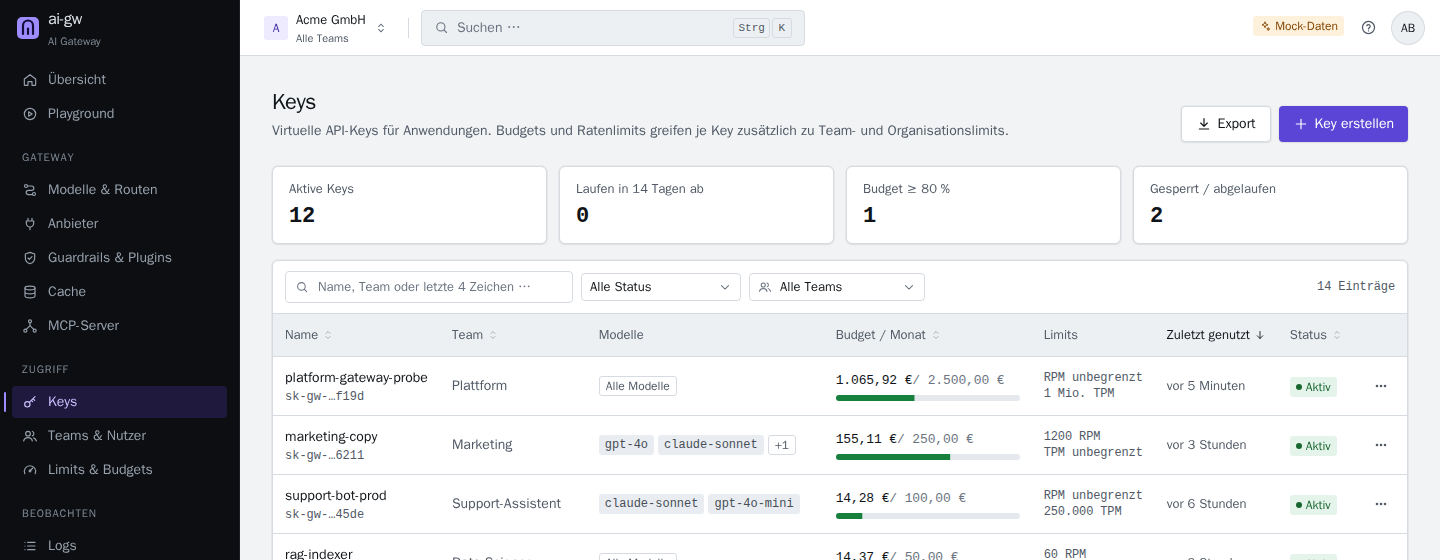 ai-gw
AI Gateway
Übersicht
Playground
GATEWAY
Modelle & Routen
Anbieter
Guardrails & Plugins
Cache
MCP-Server
ZUGRIFF
Keys
Teams & Nutzer
Limits & Budgets
BEOBACHTEN
Logs
A
Acme GmbH
Alle Teams
Suchen ⋯
Strg K
Mock-Daten
AB
Keys
Virtuelle API-Keys für Anwendungen. Budgets und Ratenlimits greifen je Key zusätzlich zu Team- und Organisationslimits.
Export
Key erstellen
Aktive Keys
12
Laufen in 14 Tagen ab
0
Budget ≥ 80 %
1
Gesperrt / abgelaufen
2
Name, Team oder letzte 4 Zeichen ⋯
Alle Status
Alle Teams
14 Einträge
Name Team Modelle Budget / Monat Limits Zuletzt genutzt ↓ Status
platform-gateway-probe
sk-gw-…f19d
Plattform
Alle Modelle
1.065,92 €/ 2.500,00 €
RPM unbegrenzt
1 Mio. TPM
vor 5 Minuten
Aktiv
marketing-copy
sk-gw-…6211
Marketing
gpt-4o claude-sonnet +1
155,11 €/ 250,00 €
1200 RPM
TPM unbegrenzt
vor 3 Stunden
Aktiv
support-bot-prod
sk-gw-…45de
Support-Assistent
claude-sonnet gpt-4o-mini
14,28 €/ 100,00 €
RPM unbegrenzt
250.000 TPM
vor 6 Stunden
Aktiv
rag-indexer
14,37 €/ 50,00 €
60 RPM